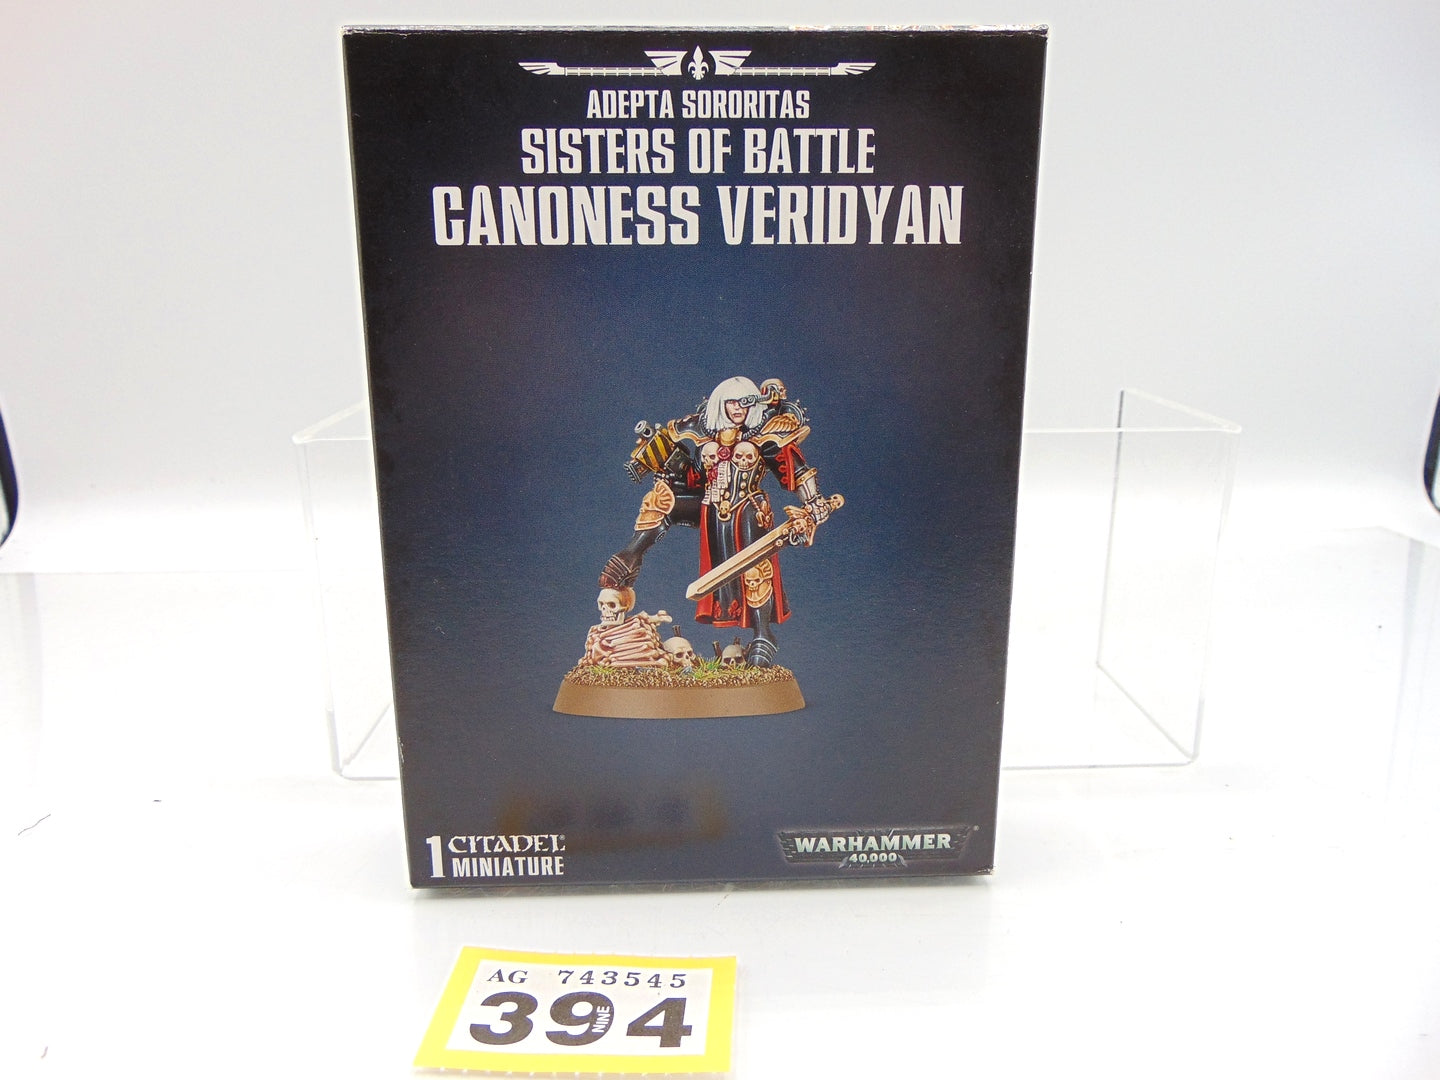 ADEPTA SORORITAS
SISTERS OF BATTLE
CANONESS VERIDYAN
1 CITADEL®
MINIATURE
WARHAMMER®
40,000
AG 743545
394
NINE